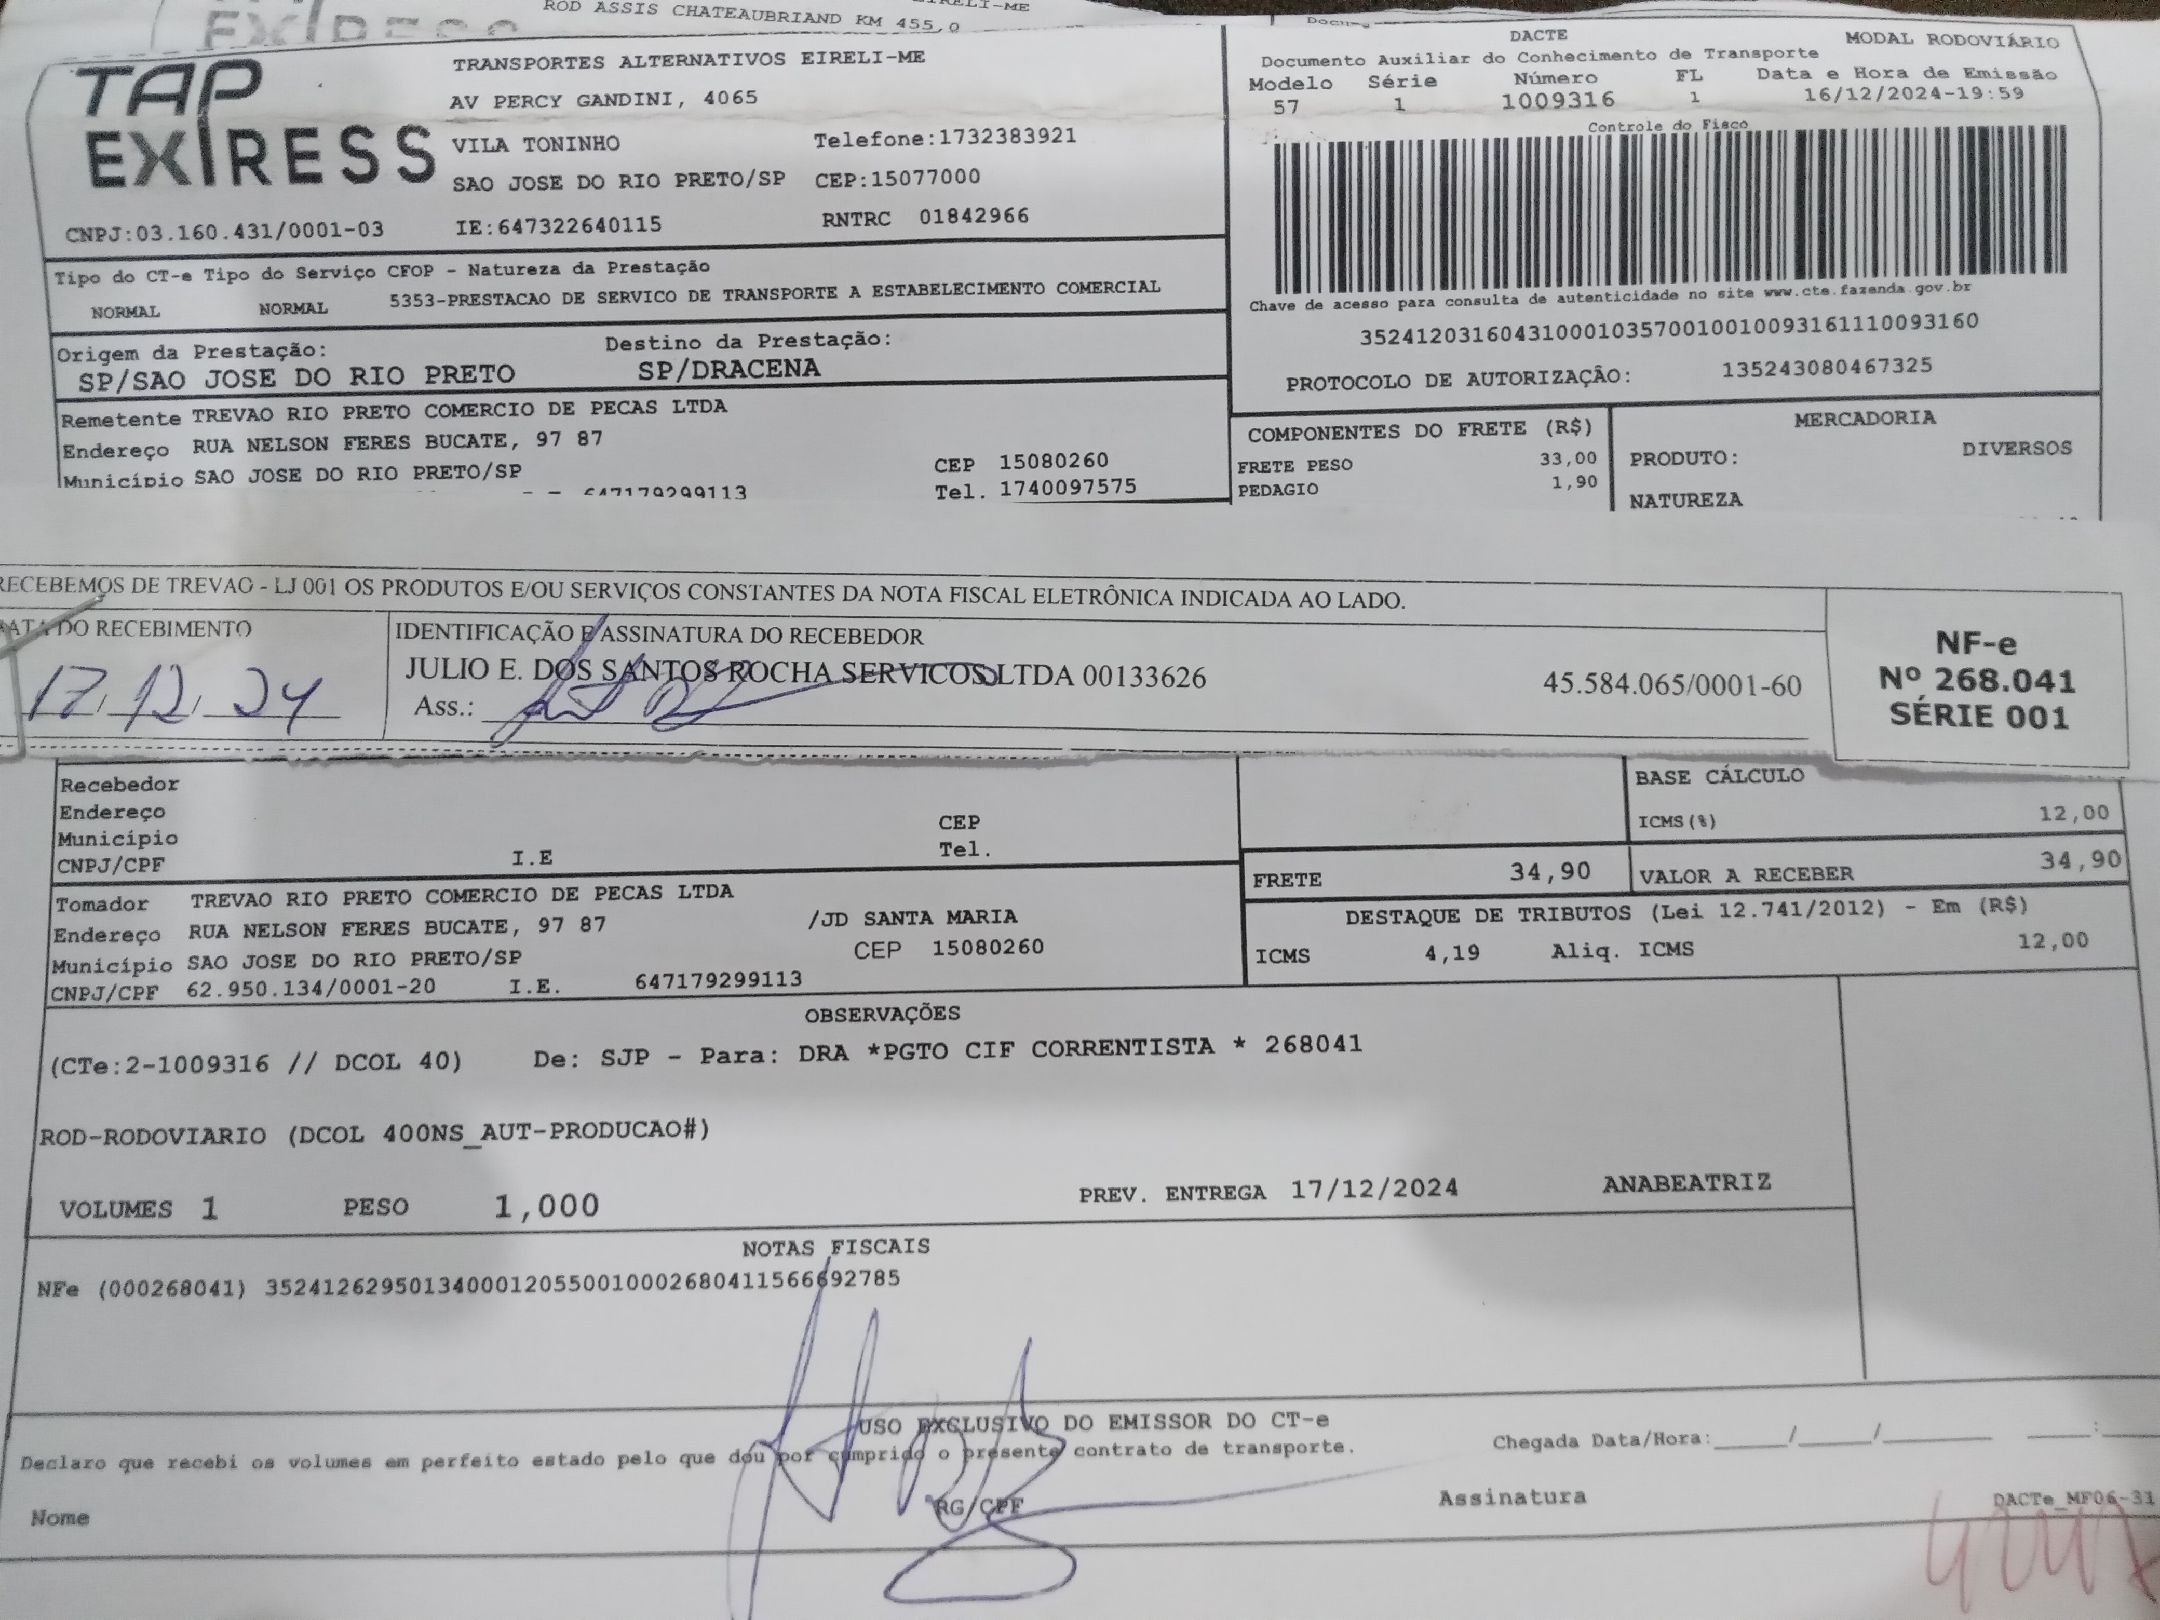 ROD ASSIS CHATEAUBRIAND KM 455,0
TAP EXPRESS
TRANSPORTES ALTERNATIVOS EIRELI-ME
AV PERCY GANDINI, 4065
VILA TONINHO Telefone:1732383921
SAO JOSE DO RIO PRETO/SP CEP:15077000
CNPJ:03.160.431/0001-03 IE:647322640115 RNTRC 01842966
DACTE MODAL RODOVIÁRIO
Documento Auxiliar do Conhecimento de Transporte
Modelo Série Número FL Data e Hora de Emissão
57 1 1009316 1 16/12/2024-19:59
Controle do Fisco
Chave de acesso para consulta de autenticidade no site www.cte.fazenda.gov.br
35241203160431000103570010010093161110093160
PROTOCOLO DE AUTORIZAÇÃO: 135243080467325
Tipo do CT-e Tipo do Serviço CFOP - Natureza da Prestação
NORMAL NORMAL 5353-PRESTACAO DE SERVICO DE TRANSPORTE A ESTABELECIMENTO COMERCIAL
Origem da Prestação: Destino da Prestação:
SP/SAO JOSE DO RIO PRETO SP/DRACENA
Remetente TREVAO RIO PRETO COMERCIO DE PECAS LTDA
Endereço RUA NELSON FERES BUCATE, 97 87
Município SAO JOSE DO RIO PRETO/SP CEP 15080260
647179299113 Tel. 1740097575
COMPONENTES DO FRETE (R$)
FRETE PESO 33,00
PEDAGIO 1,90
MERCADORIA
PRODUTO: DIVERSOS
NATUREZA
RECEBEMOS DE TREVAO - LJ 001 OS PRODUTOS E/OU SERVIÇOS CONSTANTES DA NOTA FISCAL ELETRÔNICA INDICADA AO LADO.
DATA DO RECEBIMENTO
17/12/24
IDENTIFICAÇÃO E ASSINATURA DO RECEBEDOR
JULIO E. DOS SANTOS ROCHA SERVICOS LTDA 00133626 45.584.065/0001-60
Ass.:
NF-e
Nº 268.041
SÉRIE 001
Recebedor
Endereço
Município CEP
CNPJ/CPF I.E Tel.
BASE CÁLCULO
ICMS(%) 12,00
FRETE 34,90 VALOR A RECEBER 34,90
Tomador TREVAO RIO PRETO COMERCIO DE PECAS LTDA
Endereço RUA NELSON FERES BUCATE, 97 87 /JD SANTA MARIA
Município SAO JOSE DO RIO PRETO/SP CEP 15080260
CNPJ/CPF 62.950.134/0001-20 I.E. 647179299113
DESTAQUE DE TRIBUTOS (Lei 12.741/2012) - Em (R$)
ICMS 4,19 Aliq. ICMS 12,00
OBSERVAÇÕES
(CTe:2-1009316 // DCOL 40) De: SJP - Para: DRA *PGTO CIF CORRENTISTA * 268041
ROD-RODOVIARIO (DCOL 400NS_AUT-PRODUCAO#)
VOLUMES 1 PESO 1,000 PREV. ENTREGA 17/12/2024 ANABEATRIZ
NOTAS FISCAIS
NFe (000268041) 35241262950134000120550010002680411566692785
USO EXCLUSIVO DO EMISSOR DO CT-e
Declaro que recebi os volumes em perfeito estado pelo que dou por cumprido o presente contrato de transporte. Chegada Data/Hora:____/____/____ ____:____
Nome RG/CPF Assinatura DACTe_MF06-31